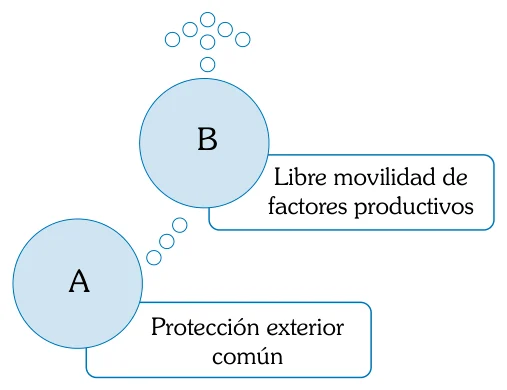 B
Libre movilidad de
factores productivos
A
Protección exterior
común